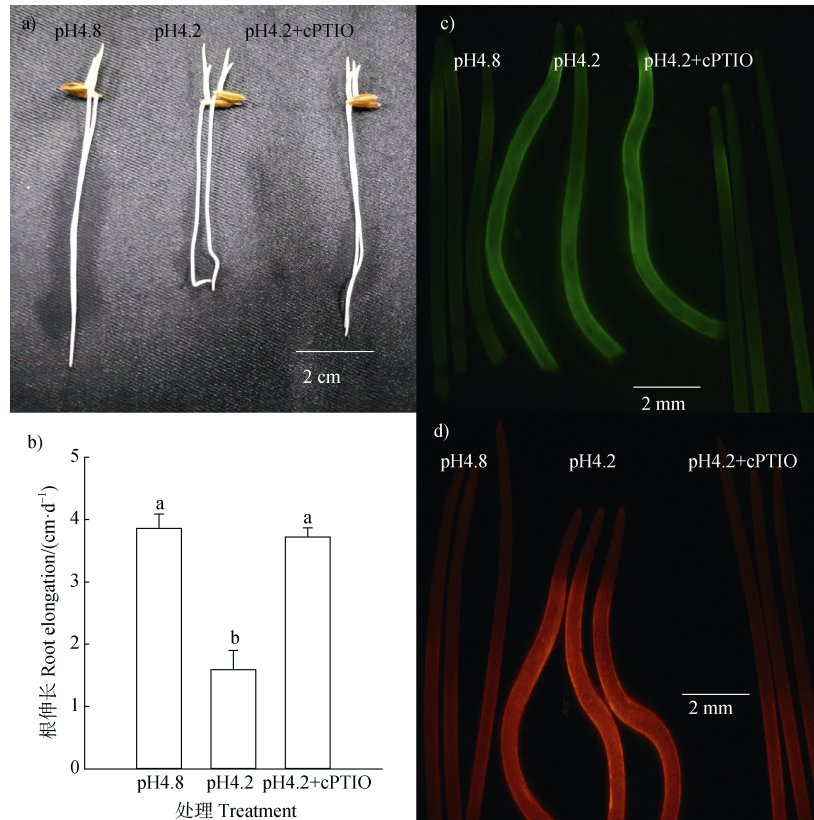 a)
pH4.8 pH4.2 pH4.2+cPTIO
2 cm
b)
根伸长 Root elongation/(cm·d⁻¹)
5
4
3
2
1
0
a
b
a
pH4.8 pH4.2 pH4.2+cPTIO
处理 Treatment
c)
pH4.8 pH4.2 pH4.2+cPTIO
2 mm
d)
pH4.8 pH4.2 pH4.2+cPTIO
2 mm